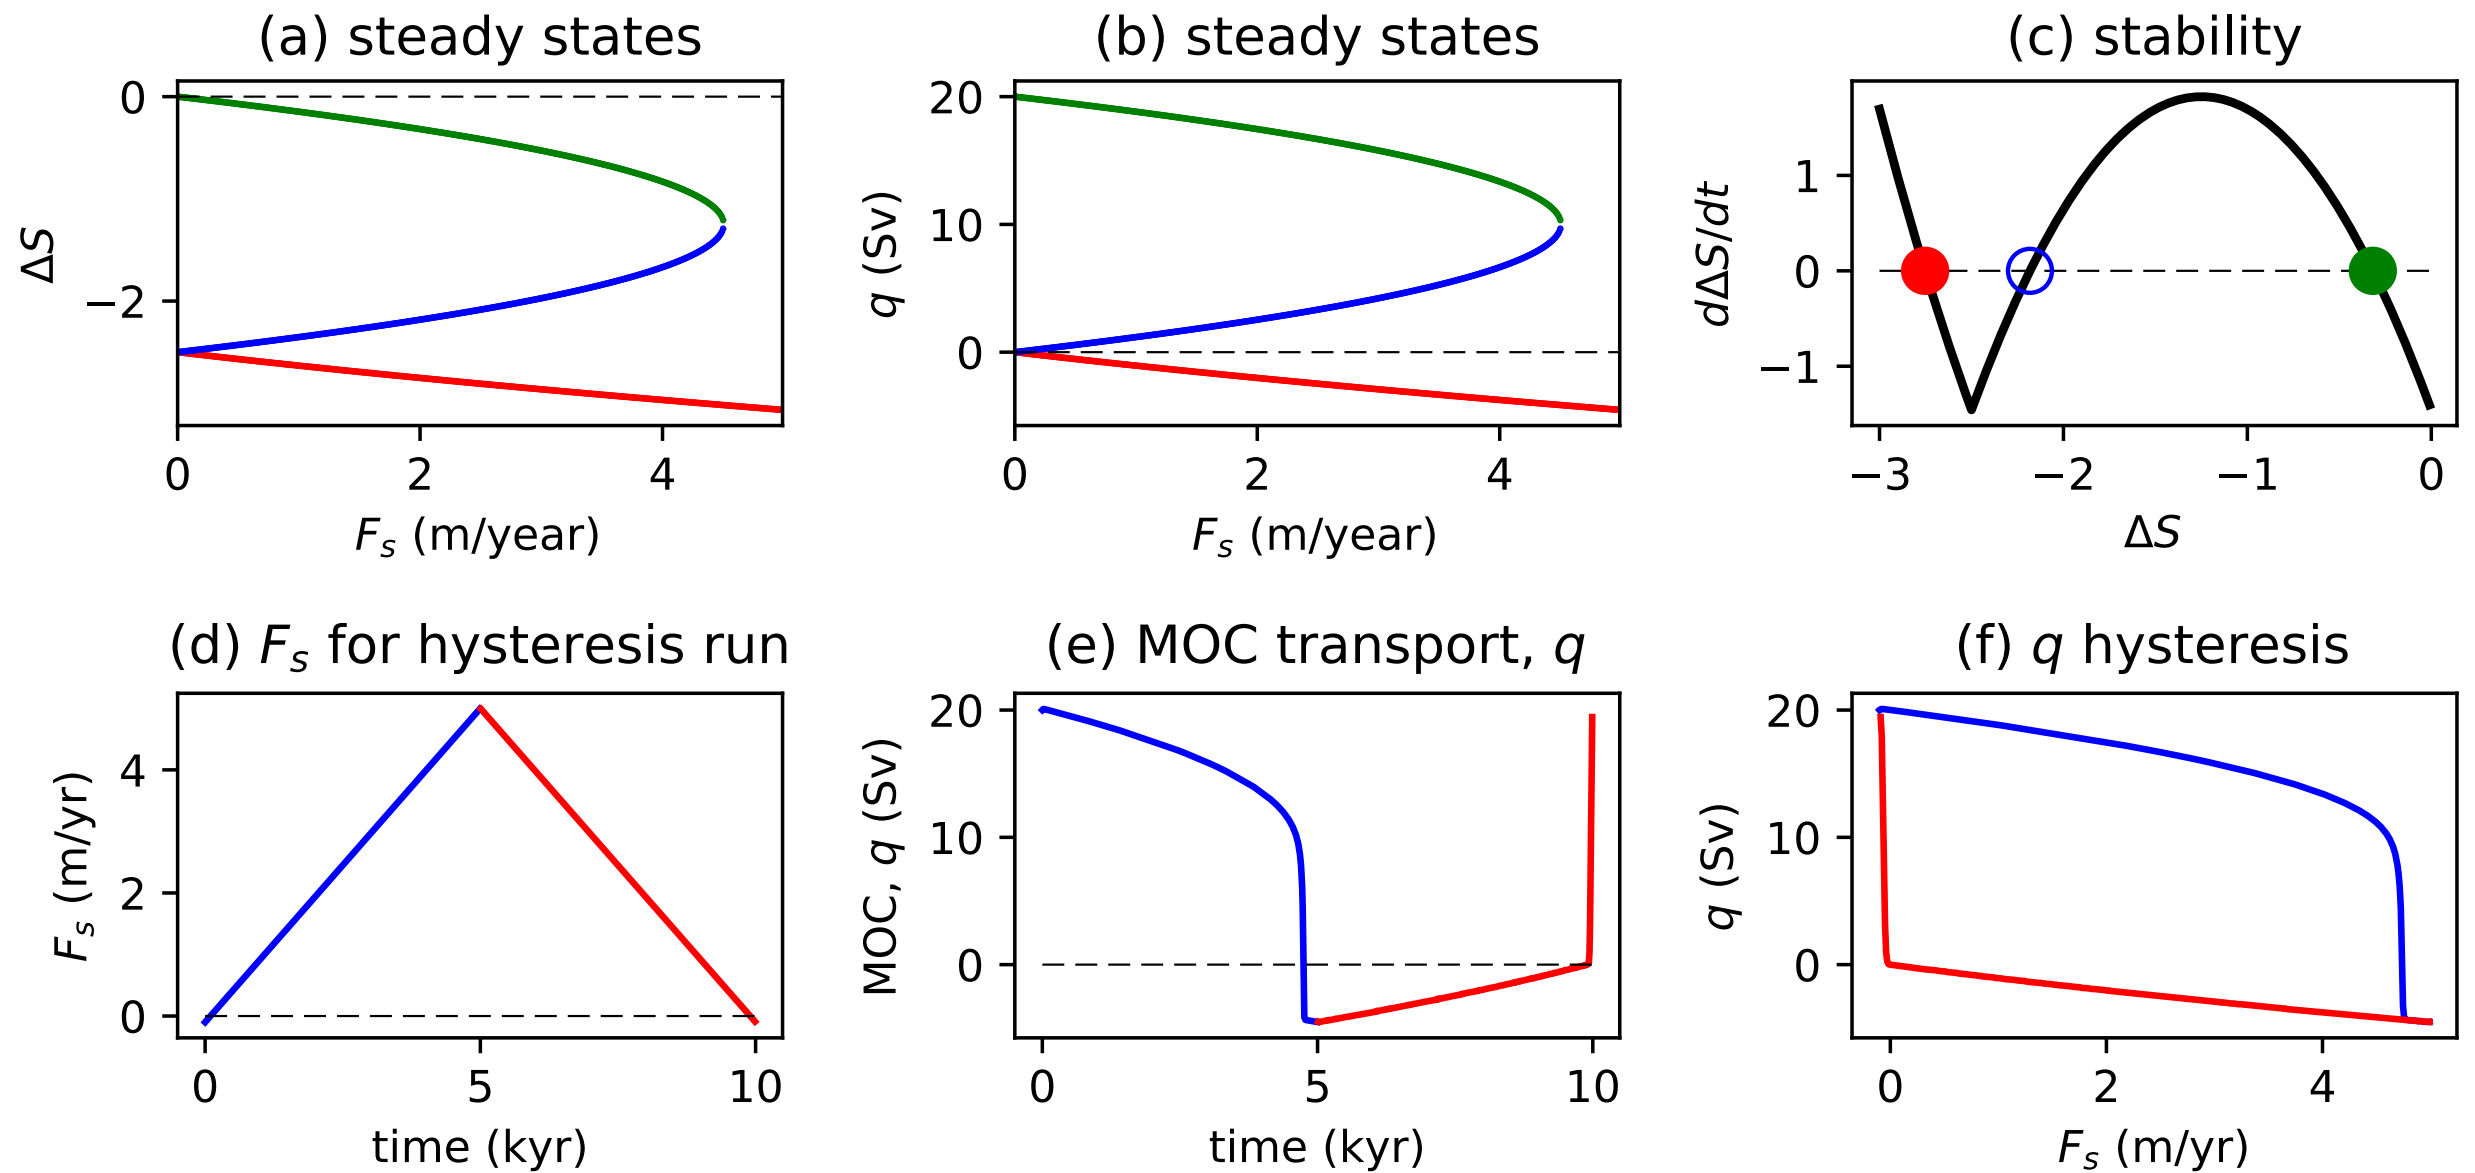 (a) steady states
0
−2
ΔS
0 2 4
F_s (m/year)
(b) steady states
20
10
0
q (Sv)
0 2 4
F_s (m/year)
(c) stability
1
0
−1
dΔS/dt
−3 −2 −1 0
ΔS
(d) F_s for hysteresis run
4
2
0
F_s (m/yr)
0 5 10
time (kyr)
(e) MOC transport, q
20
10
0
MOC, q (Sv)
0 5 10
time (kyr)
(f) q hysteresis
20
10
0
q (Sv)
0 2 4
F_s (m/yr)